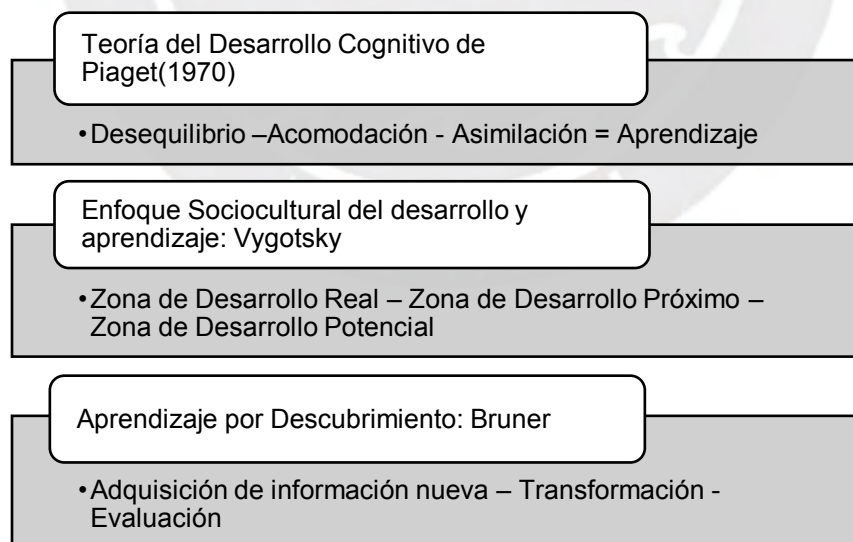 Teoría del Desarrollo Cognitivo de
Piaget(1970)
•Desequilibrio –Acomodación - Asimilación = Aprendizaje
Enfoque Sociocultural del desarrollo y
aprendizaje: Vygotsky
•Zona de Desarrollo Real – Zona de Desarrollo Próximo –
Zona de Desarrollo Potencial
Aprendizaje por Descubrimiento: Bruner
•Adquisición de información nueva – Transformación -
Evaluación